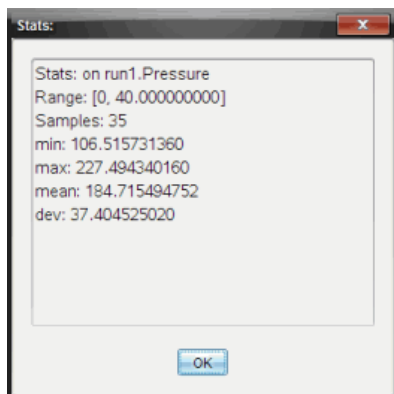 Stats:
Stats: on run1.Pressure
Range: [0, 40.000000000]
Samples: 35
min: 106.515731360
max: 227.494340160
mean: 184.715494752
dev: 37.404525020
OK